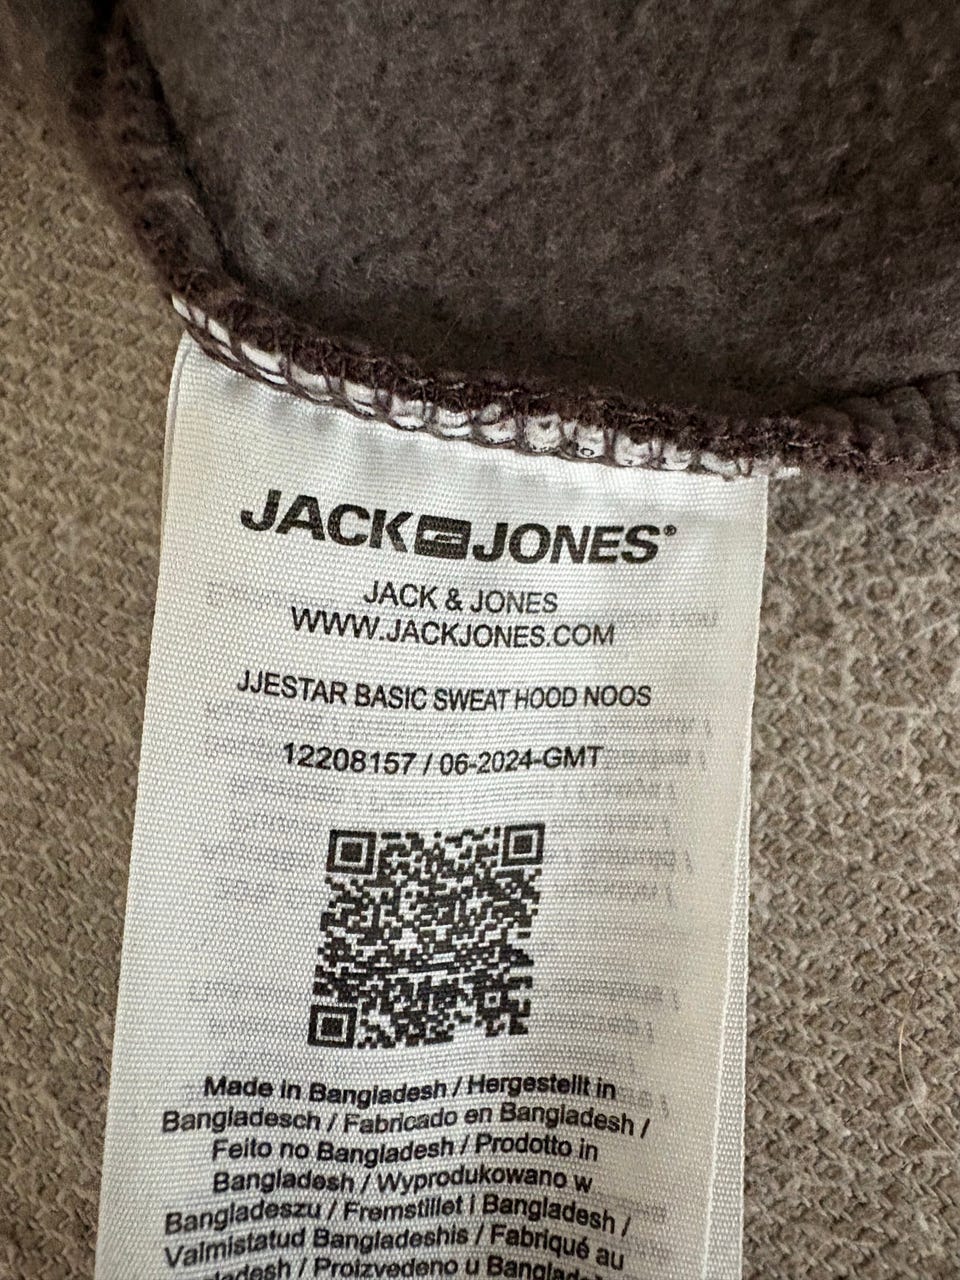 JACK JONES®
JACK & JONES
WWW.JACKJONES.COM
JJESTAR BASIC SWEAT HOOD NOOS
12208157 / 06-2024-GMT
Made in Bangladesh / Hergestellt in
Bangladesch / Fabricado en Bangladesh /
Feito no Bangladesh / Prodotto in
Bangladesh / Wyprodukowano w
Bangladeszu / Fremstillet i Bangladesh /
Valmistatud Bangladeshis / Fabriqué au
/ Proizvedeno u